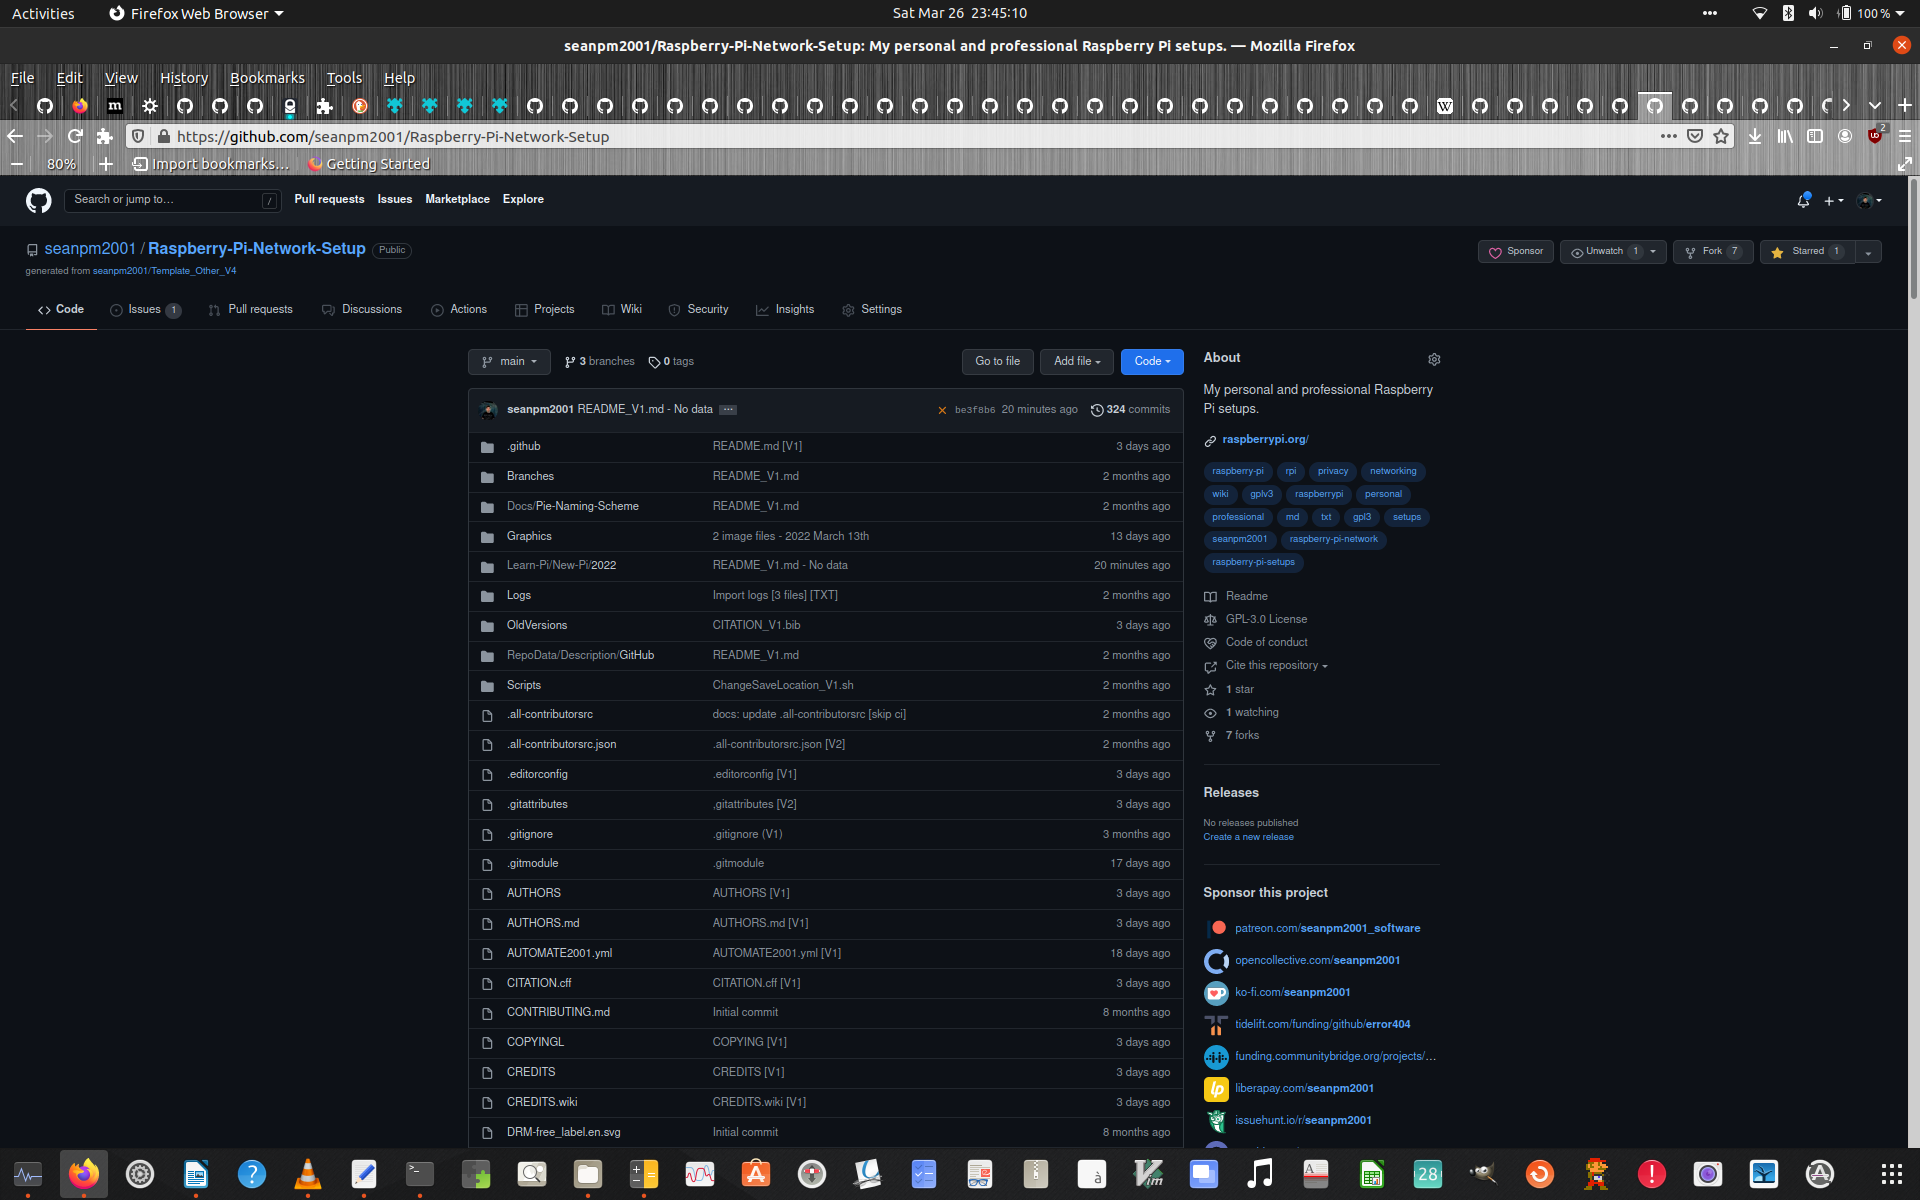 Activities
Firefox Web Browser
Sat Mar 26 23:45:10
100 %
seanpm2001/Raspberry-Pi-Network-Setup: My personal and professional Raspberry Pi setups. — Mozilla Firefox
File Edit View History Bookmarks Tools Help
https://github.com/seanpm2001/Raspberry-Pi-Network-Setup
2
80%
Import bookmarks...
Getting Started
Search or jump to...
/
Pull requests Issues Marketplace Explore
seanpm2001 / Raspberry-Pi-Network-Setup Public
generated from seanpm2001/Template_Other_V4
Sponsor
Unwatch 1
Fork 7
Starred 1
Code
Issues 1
Pull requests
Discussions
Actions
Projects
Wiki
Security
Insights
Settings
main
3 branches
0 tags
Go to file
Add file
Code
seanpm2001 README_V1.md - No data
be3f8b6 20 minutes ago
324 commits
.github README.md [V1] 3 days ago
Branches README_V1.md 2 months ago
Docs/Pie-Naming-Scheme README_V1.md 2 months ago
Graphics 2 image files - 2022 March 13th 13 days ago
Learn-Pi/New-Pi/2022 README_V1.md - No data 20 minutes ago
Logs Import logs [3 files] [TXT] 2 months ago
OldVersions CITATION_V1.bib 3 days ago
RepoData/Description/GitHub README_V1.md 2 months ago
Scripts ChangeSaveLocation_V1.sh 2 months ago
.all-contributorsrc docs: update .all-contributorsrc [skip ci] 2 months ago
.all-contributorsrc.json .all-contributorsrc.json [V2] 2 months ago
.editorconfig .editorconfig [V1] 3 days ago
.gitattributes ,gitattributes [V2] 3 days ago
.gitignore .gitignore (V1) 3 months ago
.gitmodule .gitmodule 17 days ago
AUTHORS AUTHORS [V1] 3 days ago
AUTHORS.md AUTHORS.md [V1] 3 days ago
AUTOMATE2001.yml AUTOMATE2001.yml [V1] 18 days ago
CITATION.cff CITATION.cff [V1] 3 days ago
CONTRIBUTING.md Initial commit 8 months ago
COPYINGL COPYING [V1] 3 days ago
CREDITS CREDITS [V1] 3 days ago
CREDITS.wiki CREDITS.wiki [V1] 3 days ago
DRM-free_label.en.svg Initial commit 8 months ago
About
My personal and professional Raspberry
Pi setups.
raspberrypi.org/
raspberry-pi rpi privacy networking
wiki gplv3 raspberrypi personal
professional md txt gpl3 setups
seanpm2001 raspberry-pi-network
raspberry-pi-setups
Readme
GPL-3.0 License
Code of conduct
Cite this repository
1 star
1 watching
7 forks
Releases
No releases published
Create a new release
Sponsor this project
patreon.com/seanpm2001_software
opencollective.com/seanpm2001
ko-fi.com/seanpm2001
tidelift.com/funding/github/error404
funding.communitybridge.org/projects/...
liberapay.com/seanpm2001
issuehunt.io/r/seanpm2001
28